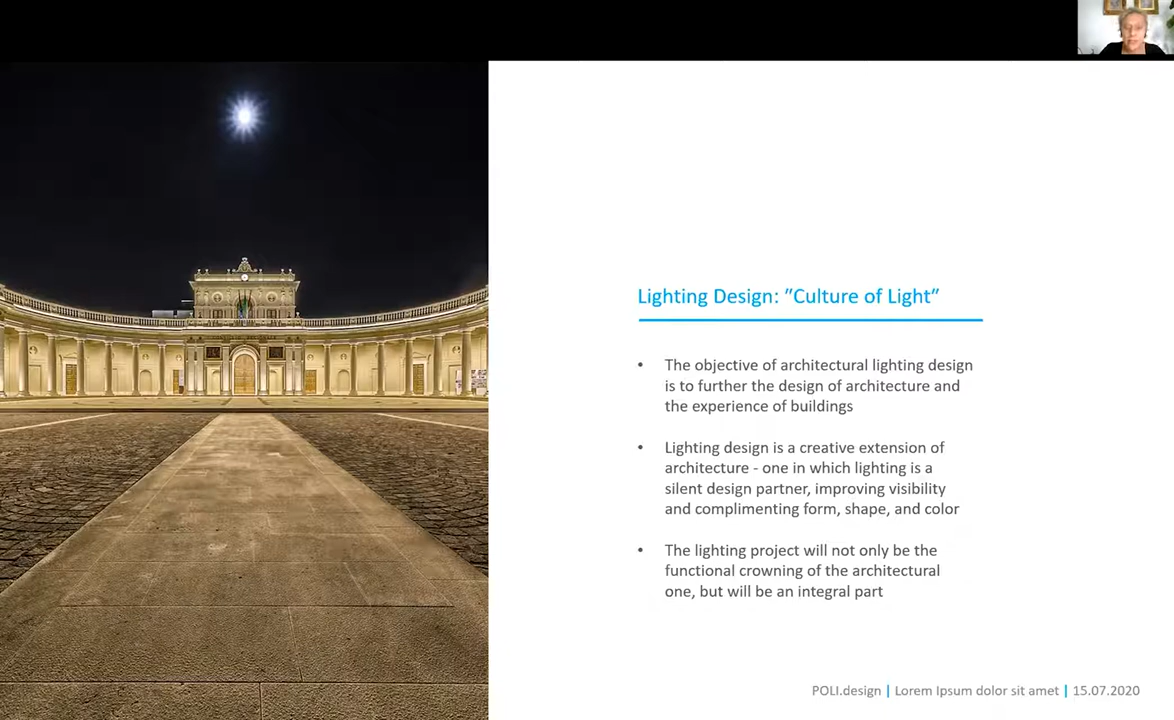 Lighting Design: ”Culture of Light”
• The objective of architectural lighting design
is to further the design of architecture and
the experience of buildings
• Lighting design is a creative extension of
architecture - one in which lighting is a
silent design partner, improving visibility
and complimenting form, shape, and color
• The lighting project will not only be the
functional crowning of the architectural
one, but will be an integral part
POLI.design | Lorem Ipsum dolor sit amet | 15.07.2020